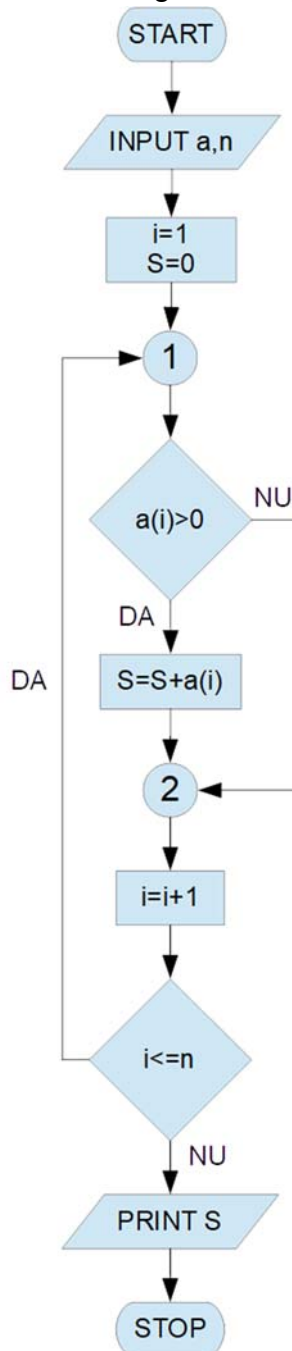 START
INPUT a,n
i=1
S=0
1
a(i)>0
NU
DA
S=S+a(i)
DA
2
i=i+1
i<=n
NU
PRINT S
STOP